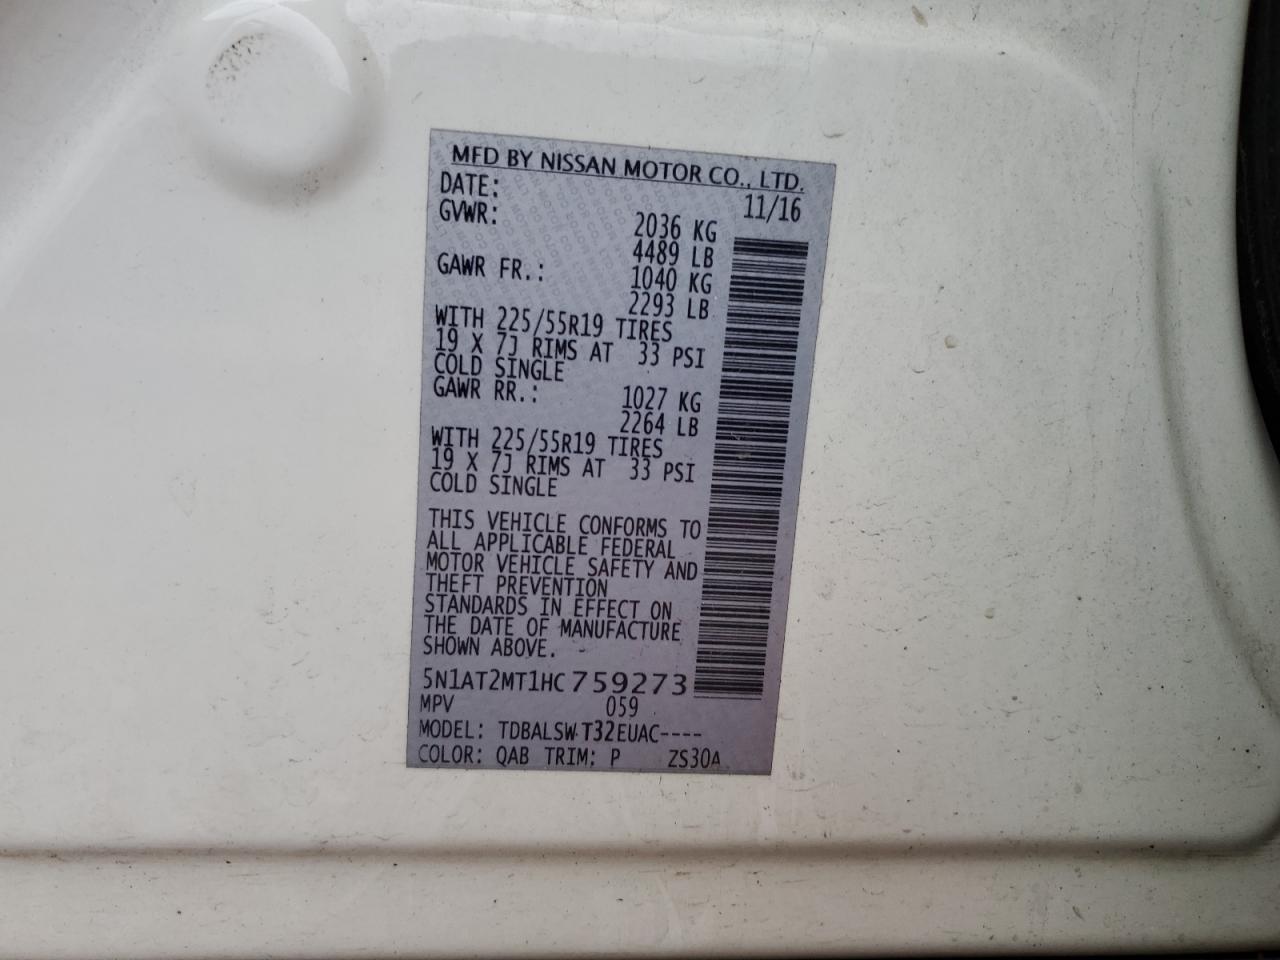 MFD BY NISSAN MOTOR CO., LTD.
DATE: 11/16
GVWR: 2036 KG
4489 LB
GAWR FR.: 1040 KG
2293 LB
WITH 225/55R19 TIRES
19 X 7J RIMS AT 33 PSI
COLD SINGLE
GAWR RR.: 1027 KG
2264 LB
WITH 225/55R19 TIRES
19 X 7J RIMS AT 33 PSI
COLD SINGLE
THIS VEHICLE CONFORMS TO
ALL APPLICABLE FEDERAL
MOTOR VEHICLE SAFETY AND
THEFT PREVENTION
STANDARDS IN EFFECT ON
THE DATE OF MANUFACTURE
SHOWN ABOVE.
5N1AT2MT1HC759273
MPV 059
MODEL: TDBALSW-T32EUAC----
COLOR: QAB TRIM: P ZS30A